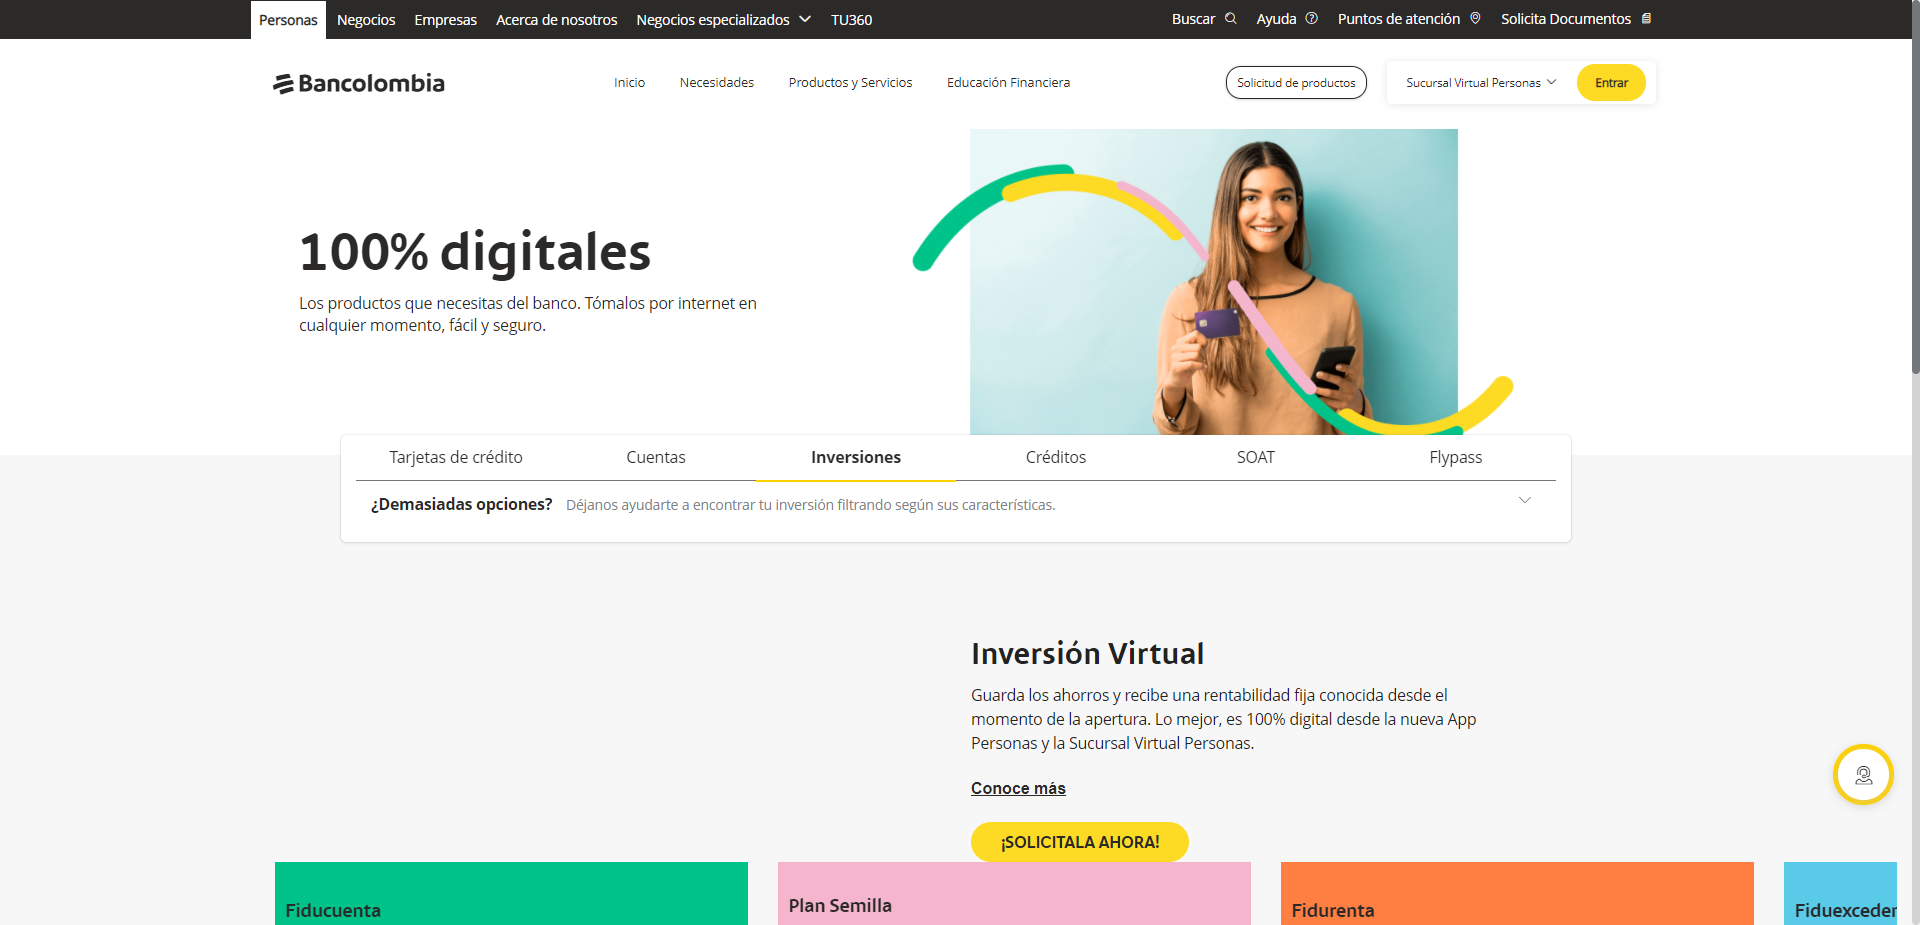 Personas Negocios Empresas Acerca de nosotros Negocios especializados TU360 Buscar Ayuda Puntos de atención Solicita Documentos
Bancolombia Inicio Necesidades Productos y Servicios Educación Financiera Solicitud de productos Sucursal Virtual Personas Entrar
100% digitales
Los productos que necesitas del banco. Tómalos por internet en
cualquier momento, fácil y seguro.
Tarjetas de crédito Cuentas Inversiones Créditos SOAT Flypass
¿Demasiadas opciones? Déjanos ayudarte a encontrar tu inversión filtrando según sus características.
Inversión Virtual
Guarda los ahorros y recibe una rentabilidad fija conocida desde el
momento de la apertura. Lo mejor, es 100% digital desde la nueva App
Personas y la Sucursal Virtual Personas.
Conoce más
¡SOLICITALA AHORA!
Fiducuenta Plan Semilla Fidurenta Fiduexceder